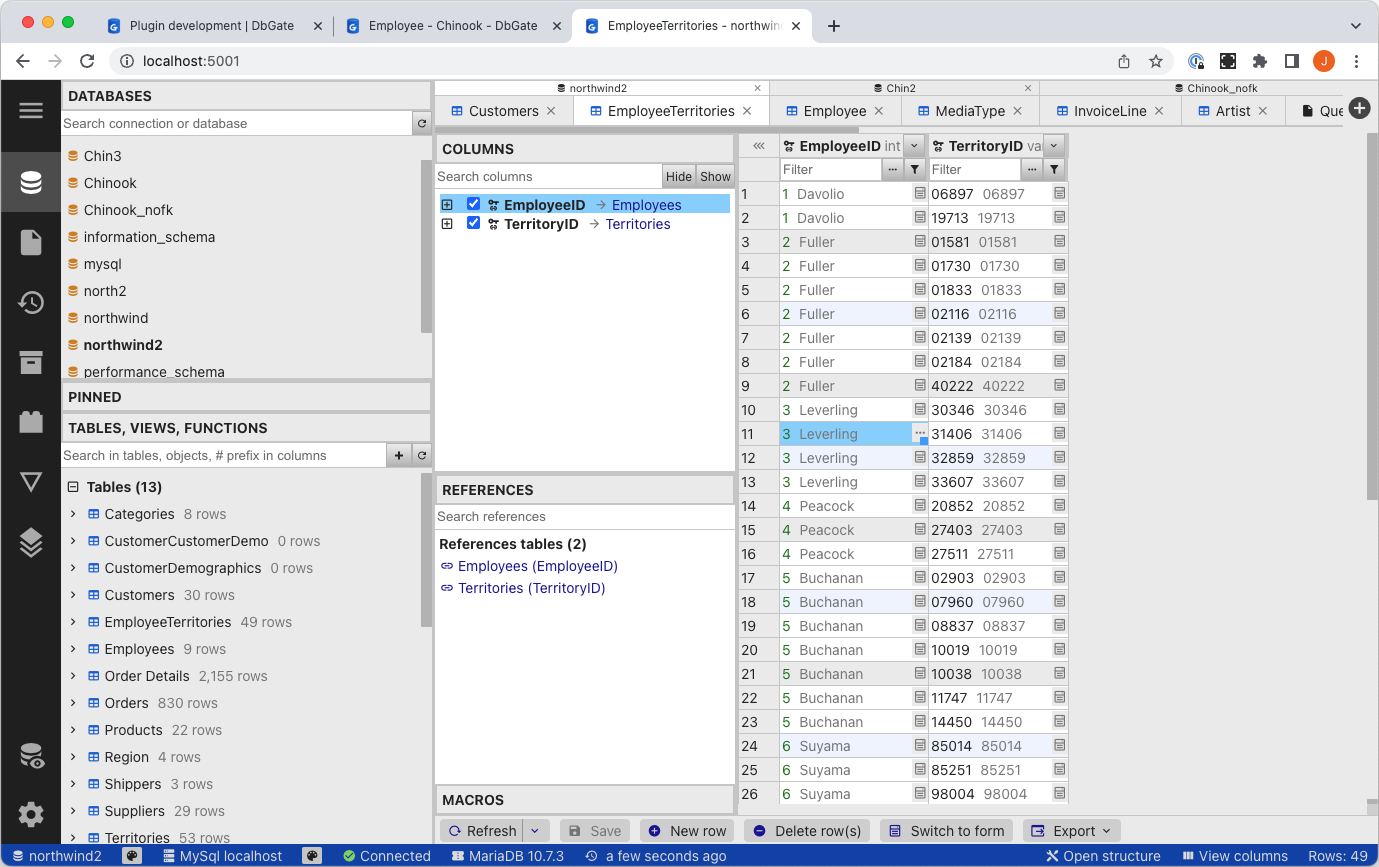 Plugin development | DbGate
Employee - Chinook - DbGate
EmployeeTerritories - northwin
localhost:5001
J
DATABASES
Search connection or database
Chin3
Chinook
Chinook_nofk
information_schema
mysql
north2
northwind
northwind2
performance_schema
PINNED
TABLES, VIEWS, FUNCTIONS
Search in tables, objects, # prefix in columns
Tables (13)
Categories 8 rows
CustomerCustomerDemo 0 rows
CustomerDemographics 0 rows
Customers 30 rows
EmployeeTerritories 49 rows
Employees 9 rows
Order Details 2,155 rows
Orders 830 rows
Products 22 rows
Region 4 rows
Shippers 3 rows
Suppliers 29 rows
Territories 53 rows
northwind2 Chin2 Chinook_nofk
Customers EmployeeTerritories Employee MediaType InvoiceLine Artist Que
COLUMNS
Search columns Hide Show
EmployeeID → Employees
TerritoryID → Territories
REFERENCES
Search references
References tables (2)
Employees (EmployeeID)
Territories (TerritoryID)
MACROS
EmployeeID int TerritoryID va
Filter Filter
1 1 Davolio 06897 06897
2 1 Davolio 19713 19713
3 2 Fuller 01581 01581
4 2 Fuller 01730 01730
5 2 Fuller 01833 01833
6 2 Fuller 02116 02116
7 2 Fuller 02139 02139
8 2 Fuller 02184 02184
9 2 Fuller 40222 40222
10 3 Leverling 30346 30346
11 3 Leverling 31406 31406
12 3 Leverling 32859 32859
13 3 Leverling 33607 33607
14 4 Peacock 20852 20852
15 4 Peacock 27403 27403
16 4 Peacock 27511 27511
17 5 Buchanan 02903 02903
18 5 Buchanan 07960 07960
19 5 Buchanan 08837 08837
20 5 Buchanan 10019 10019
21 5 Buchanan 10038 10038
22 5 Buchanan 11747 11747
23 5 Buchanan 14450 14450
24 6 Suyama 85014 85014
25 6 Suyama 85251 85251
26 6 Suyama 98004 98004
Refresh Save New row Delete row(s) Switch to form Export
northwind2 MySql localhost Connected MariaDB 10.7.3 a few seconds ago Open structure View columns Rows: 49